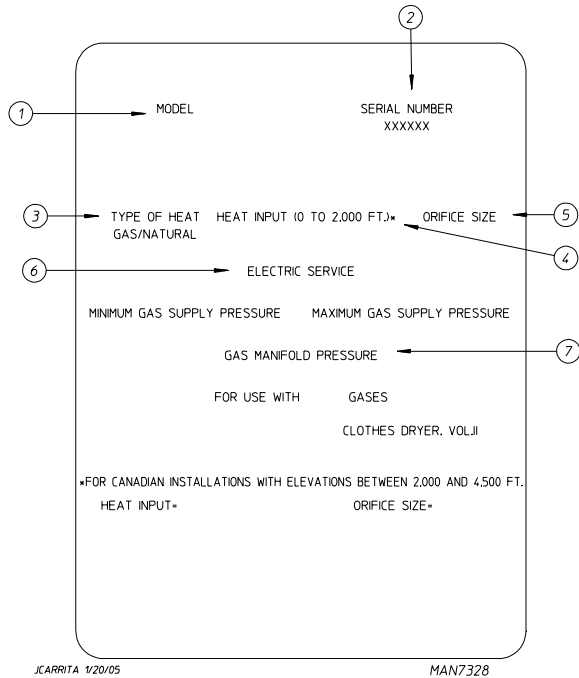 2
1
MODEL SERIAL NUMBER
XXXXXX
3
TYPE OF HEAT HEAT INPUT (0 TO 2,000 FT.)* ORIFICE SIZE
5
GAS/NATURAL
4
6
ELECTRIC SERVICE
MINIMUM GAS SUPPLY PRESSURE MAXIMUM GAS SUPPLY PRESSURE
GAS MANIFOLD PRESSURE
7
FOR USE WITH GASES
CLOTHES DRYER, VOL.II
*FOR CANADIAN INSTALLATIONS WITH ELEVATIONS BETWEEN 2,000 AND 4,500 FT.
HEAT INPUT= ORIFICE SIZE=
JCARRITA 1/20/05 MAN7328